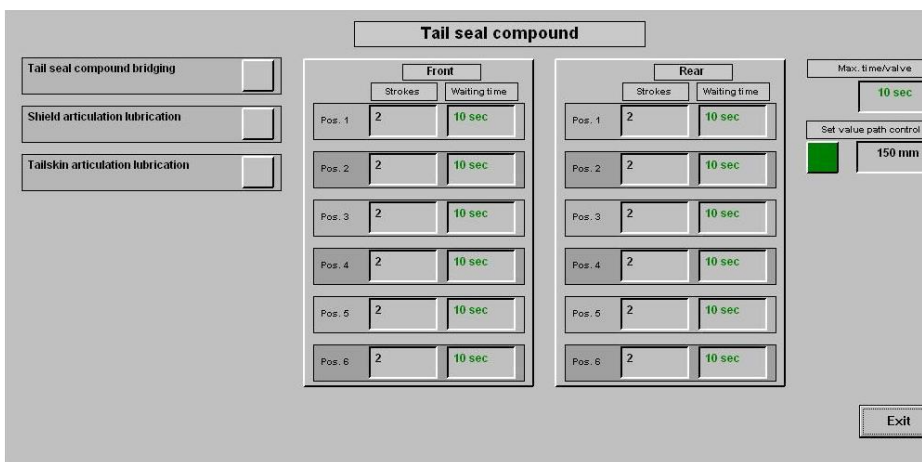 Tail seal compound
Tail seal compound bridging
Shield articulation lubrication
Tailskin articulation lubrication
Front
Strokes Waiting time
Pos. 1 2 10 sec
Pos. 2 2 10 sec
Pos. 3 2 10 sec
Pos. 4 2 10 sec
Pos. 5 2 10 sec
Pos. 6 2 10 sec
Rear
Strokes Waiting time
Pos. 1 2 10 sec
Pos. 2 2 10 sec
Pos. 3 2 10 sec
Pos. 4 2 10 sec
Pos. 5 2 10 sec
Pos. 6 2 10 sec
Max. time/valve
10 sec
Set value path control
150 mm
Exit